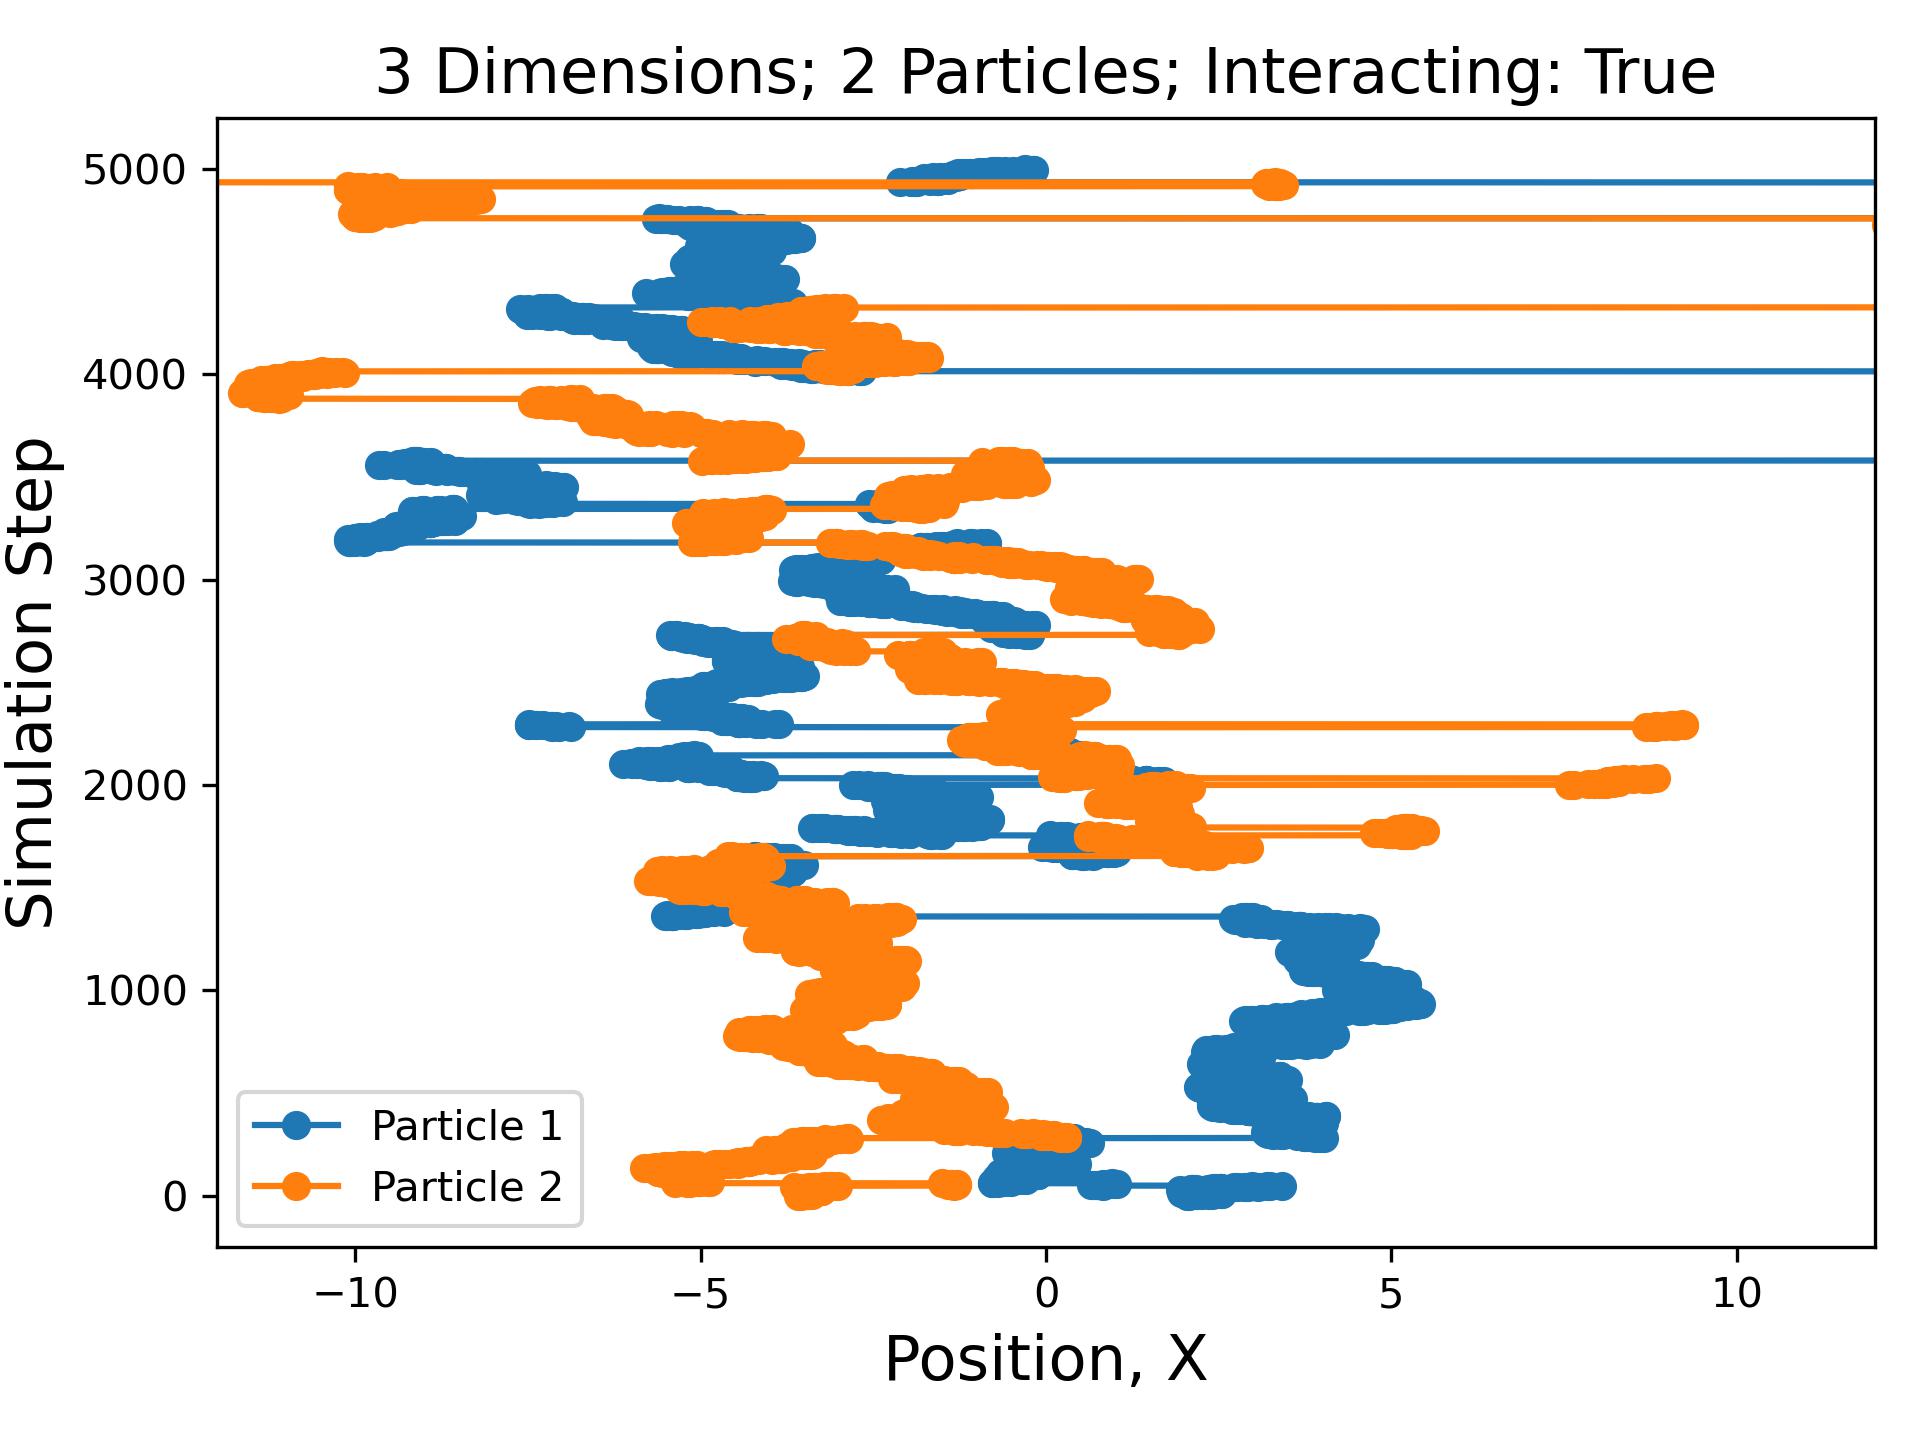 3 Dimensions; 2 Particles; Interacting: True
Simulation Step
5000
4000
3000
2000
1000
0
Particle 1
Particle 2
−10
−5
0
5
10
Position, X